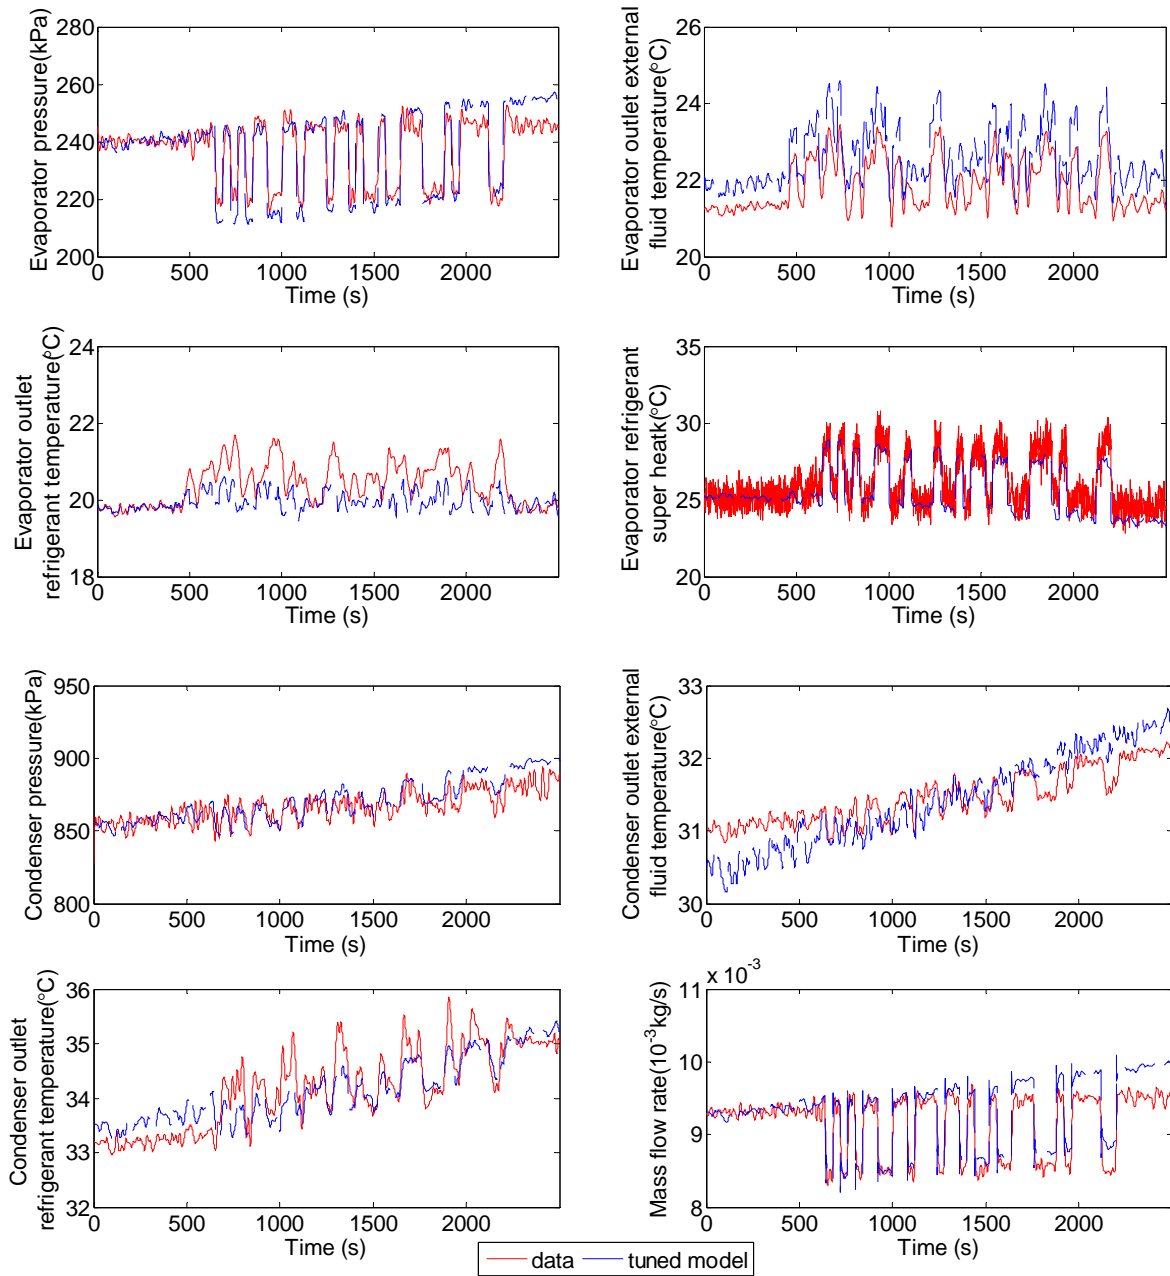 280
260
240
220
200
Evaporator pressure(kPa)
0 500 1000 1500 2000
Time (s)
26
24
22
20
Evaporator outlet external
fluid temperature(°C)
0 500 1000 1500 2000
Time (s)
24
22
20
18
Evaporator outlet
refrigerant temperature(°C)
0 500 1000 1500 2000
Time (s)
35
30
25
20
Evaporator refrigerant
super heatk(°C)
0 500 1000 1500 2000
Time (s)
950
900
850
800
Condenser pressure(kPa)
0 500 1000 1500 2000
Time (s)
33
32
31
30
Condenser outlet external
fluid temperature(°C)
0 500 1000 1500 2000
Time (s)
36
35
34
33
32
Condenser outlet
refrigerant temperature(°C)
0 500 1000 1500 2000
Time (s)
x 10⁻³
11
10
9
8
Mass flow rate(10⁻³kg/s)
0 500 1000 1500 2000
Time (s)
data tuned model